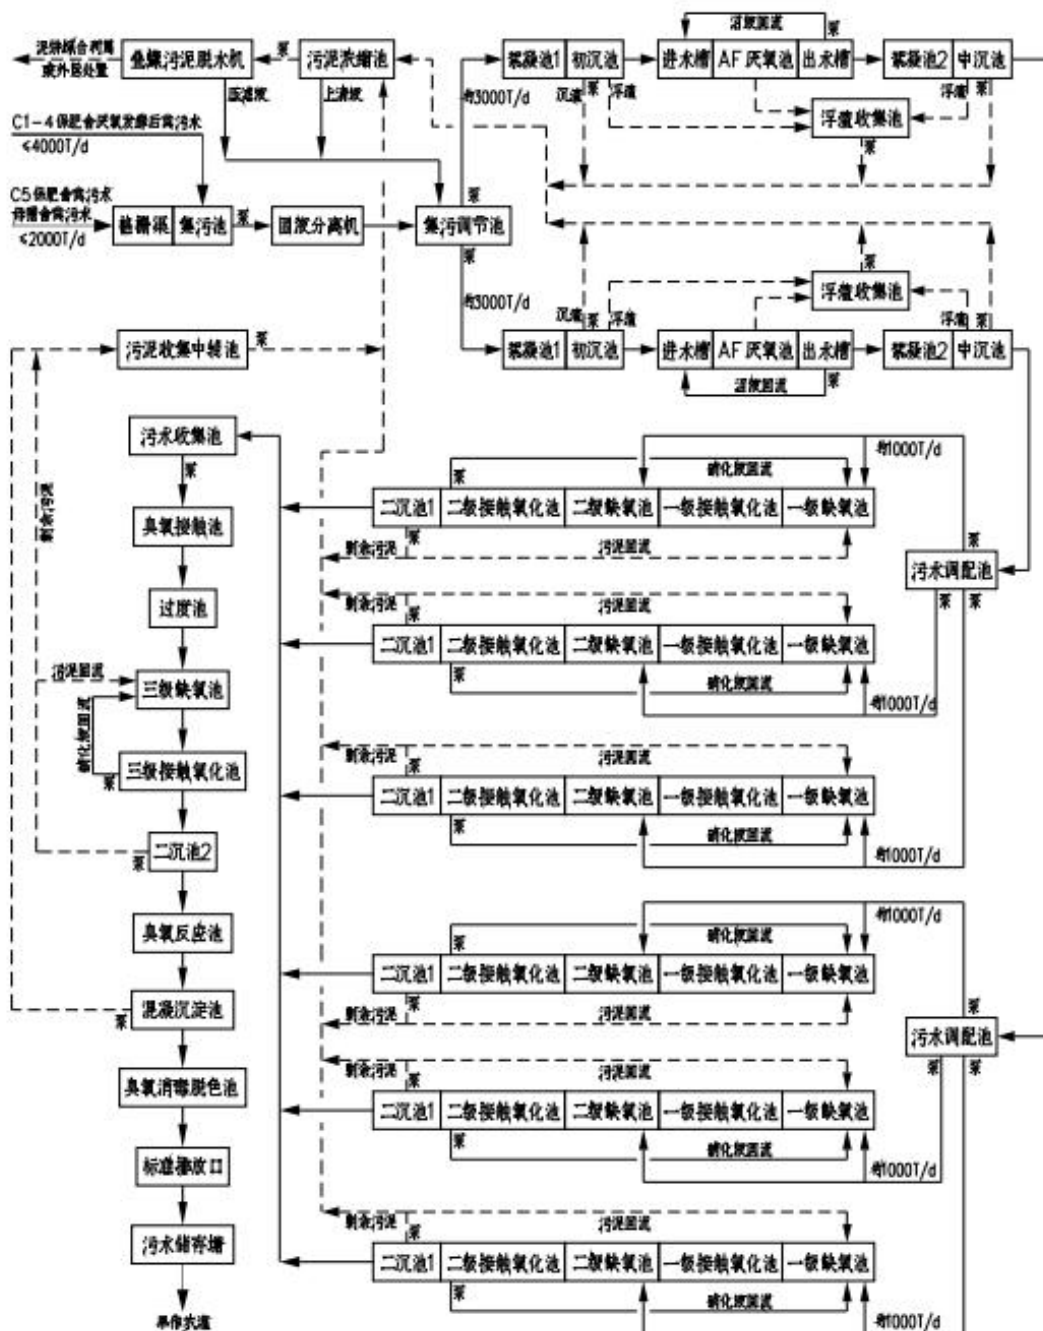 泥饼综合利用
或外运处置
叠螺污泥脱水机
泵
污泥浓缩池
压滤液
上清液
C1-4保肥舍厌氧发酵后粪污水
≤4000T/d
C5保肥舍粪污水
≤2000T/d
格栅渠
集污池
泵
固液分离机
集污调节池
泵
泵
约3000T/d
约3000T/d
絮凝池1
初沉池
沉渣
泵
浮渣
进水槽
AF厌氧池
出水槽
沼液回流
泵
絮凝池2
中沉池
浮渣
泵
浮渣收集池
泵
泵
浮渣收集池
沉渣
泵
浮渣
浮渣
泵
絮凝池1
初沉池
进水槽
AF厌氧池
出水槽
絮凝池2
中沉池
沼液回流
泵
污泥收集中转池
泵
污水收集池
泵
臭氧接触池
过度池
污泥回流
三级缺氧池
硝化液回流
三级接触氧化池
泵
二沉池2
泵
剩余污泥
臭氧反应池
混凝沉淀池
泵
臭氧消毒脱色池
标准排放口
污水储存塘
约1000T/d
泵
硝化液回流
二沉池1
二级接触氧化池
二级缺氧池
一级接触氧化池
一级缺氧池
剩余污泥
泵
污泥回流
泵
污水调配池
泵
泵
剩余污泥
泵
污泥回流
二沉池1
二级接触氧化池
二级缺氧池
一级接触氧化池
一级缺氧池
泵
硝化液回流
约1000T/d
剩余污泥
泵
污泥回流
二沉池1
二级接触氧化池
二级缺氧池
一级接触氧化池
一级缺氧池
泵
硝化液回流
约1000T/d
约1000T/d
泵
硝化液回流
二沉池1
二级接触氧化池
二级缺氧池
一级接触氧化池
一级缺氧池
剩余污泥
泵
污泥回流
泵
污水调配池
泵
泵
剩余污泥
泵
污泥回流
二沉池1
二级接触氧化池
二级缺氧池
一级接触氧化池
一级缺氧池
泵
硝化液回流
约1000T/d
剩余污泥
泵
污泥回流
二沉池1
二级接触氧化池
二级缺氧池
一级接触氧化池
一级缺氧池
泵
硝化液回流
约1000T/d